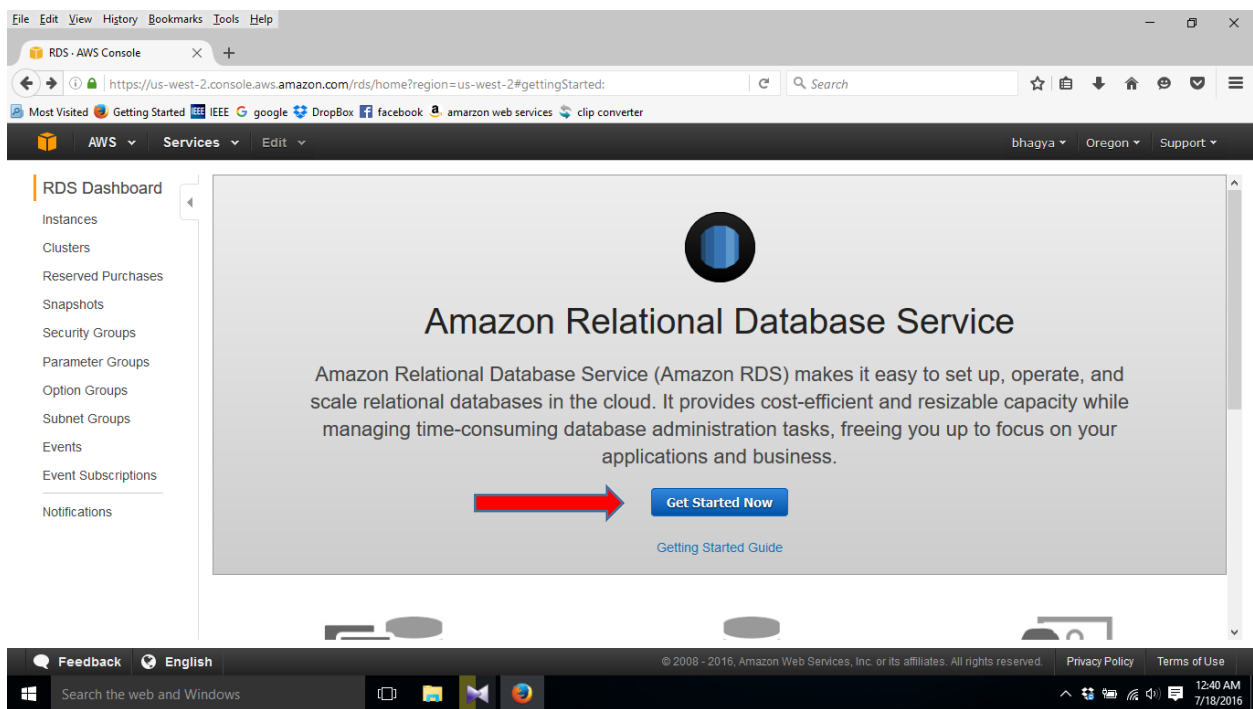 File Edit View History Bookmarks Tools Help
RDS · AWS Console
https://us-west-2.console.aws.amazon.com/rds/home?region=us-west-2#gettingStarted:
Search
Most Visited Getting Started IEEE IEEE G google DropBox f facebook a amarzon web services clip converter
AWS Services Edit bhagya Oregon Support
RDS Dashboard
Instances
Clusters
Reserved Purchases
Snapshots
Security Groups
Parameter Groups
Option Groups
Subnet Groups
Events
Event Subscriptions
Notifications
Amazon Relational Database Service
Amazon Relational Database Service (Amazon RDS) makes it easy to set up, operate, and
scale relational databases in the cloud. It provides cost-efficient and resizable capacity while
managing time-consuming database administration tasks, freeing you up to focus on your
applications and business.
Get Started Now
Getting Started Guide
Feedback English © 2008 - 2016, Amazon Web Services, Inc. or its affiliates. All rights reserved. Privacy Policy Terms of Use
Search the web and Windows
12:40 AM
7/18/2016